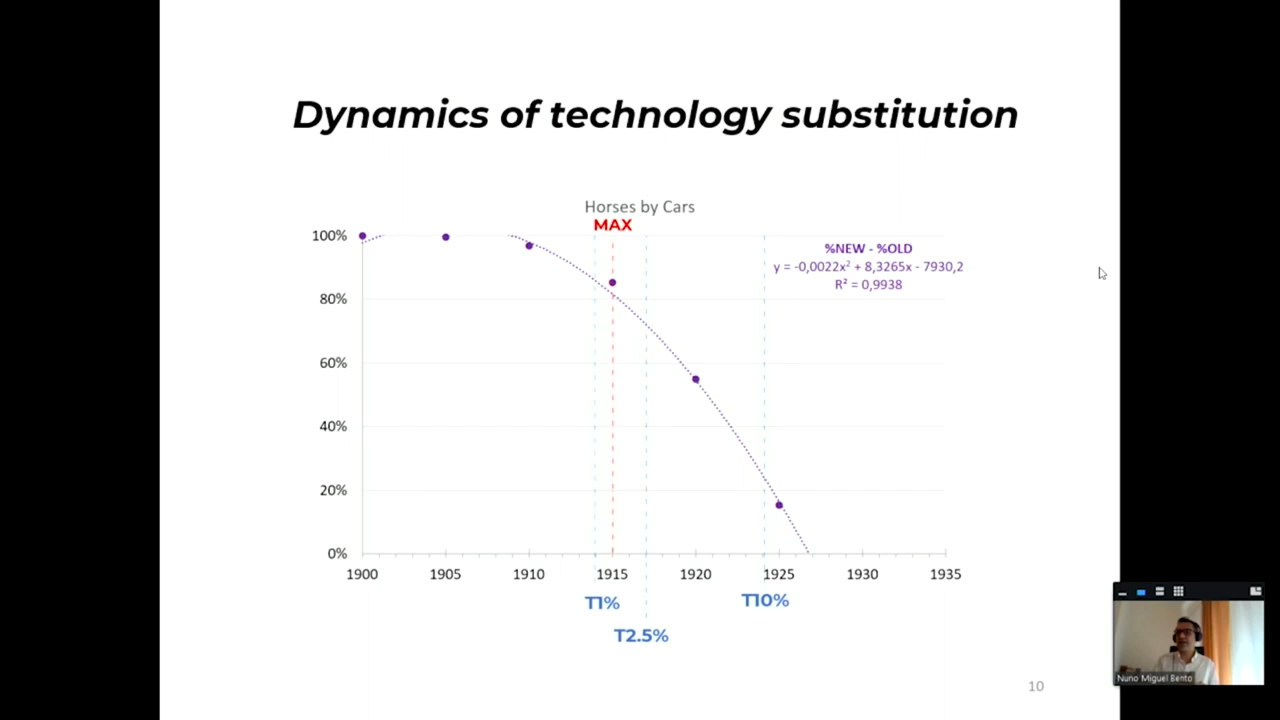 Dynamics of technology substitution
Horses by Cars
MAX
100%
80%
60%
40%
20%
0%
%NEW - %OLD
y = -0,0022x² + 8,3265x - 7930,2
R² = 0,9938
1900 1905 1910 1915 1920 1925 1930 1935
T1% T10%
T2.5%
Nuno Miguel Bento
10